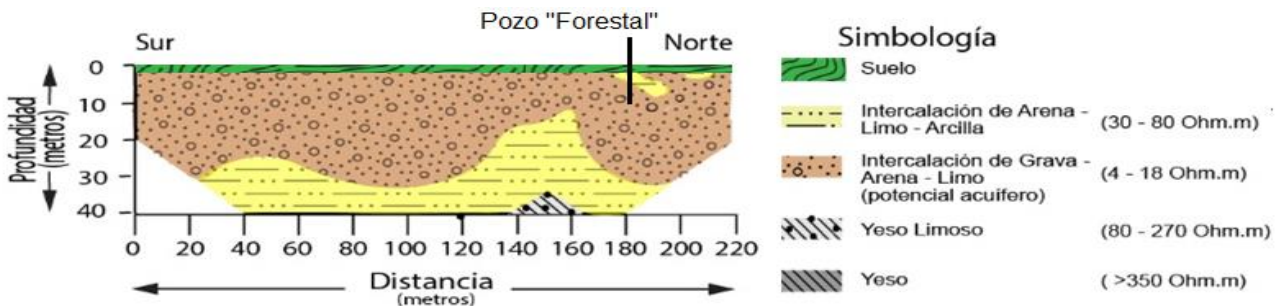 Pozo "Forestal"
Sur
Norte
Profundidad
(metros)
0
10
20
30
40
0 20 40 60 80 100 120 140 160 180 200 220
Distancia
(metros)
Simbología
Suelo
Intercalación de Arena -
Limo - Arcilla
(30 - 80 Ohm.m)
Intercalación de Grava -
Arena - Limo
(potencial acuífero)
(4 - 18 Ohm.m)
Yeso Limoso
(80 - 270 Ohm.m)
Yeso
( >350 Ohm.m)